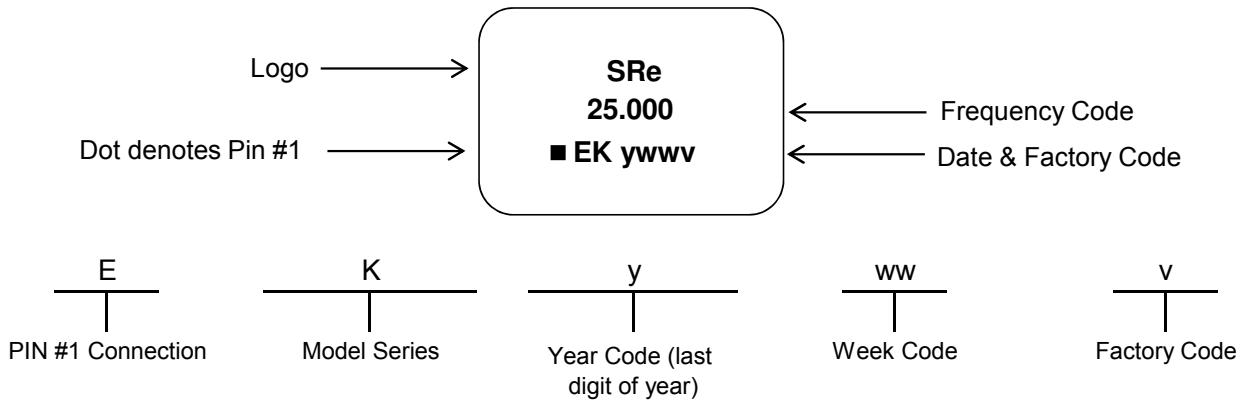 Logo
SRe
25.000
Frequency Code
Dot denotes Pin #1
■ EK ywwv
Date & Factory Code
E
K
y
ww
v
PIN #1 Connection
Model Series
Year Code (last
digit of year)
Week Code
Factory Code